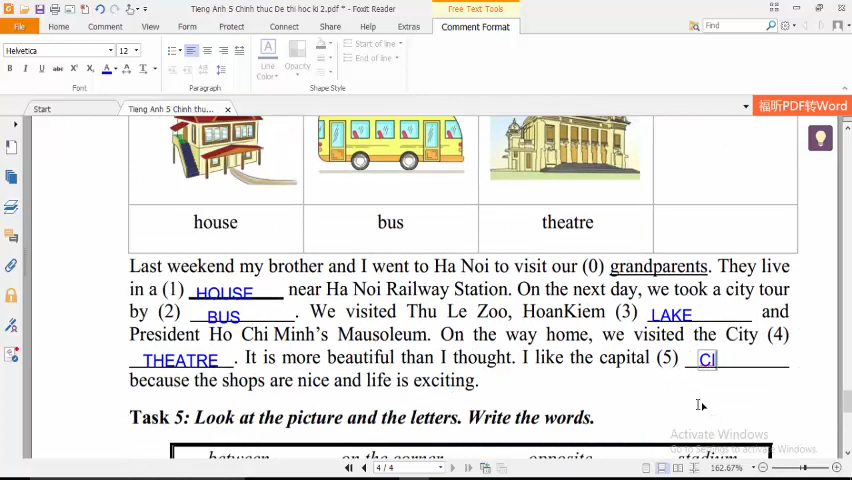 Tieng Anh 5 Chinh thuc De thi hoc ki 2.pdf * - Foxit Reader
Free Text Tools
File Home Comment View Form Protect Connect Share Help Extras Comment Format
Find
Helvetica 12
Start of line
End of line
Line Color
Opacity
Font Paragraph Shape Style
Start Tieng Anh 5 Chinh thu...
福昕PDF转Word
house bus theatre
Last weekend my brother and I went to Ha Noi to visit our (0) grandparents. They live
in a (1) HOUSE near Ha Noi Railway Station. On the next day, we took a city tour
by (2) BUS. We visited Thu Le Zoo, HoanKiem (3) LAKE and
President Ho Chi Minh’s Mausoleum. On the way home, we visited the City (4)
THEATRE. It is more beautiful than I thought. I like the capital (5) CI
because the shops are nice and life is exciting.
Task 5: Look at the picture and the letters. Write the words.
Activate Windows
Go to Settings to activate Windows.
between on the corner opposite stadium
4 / 4 162.67%